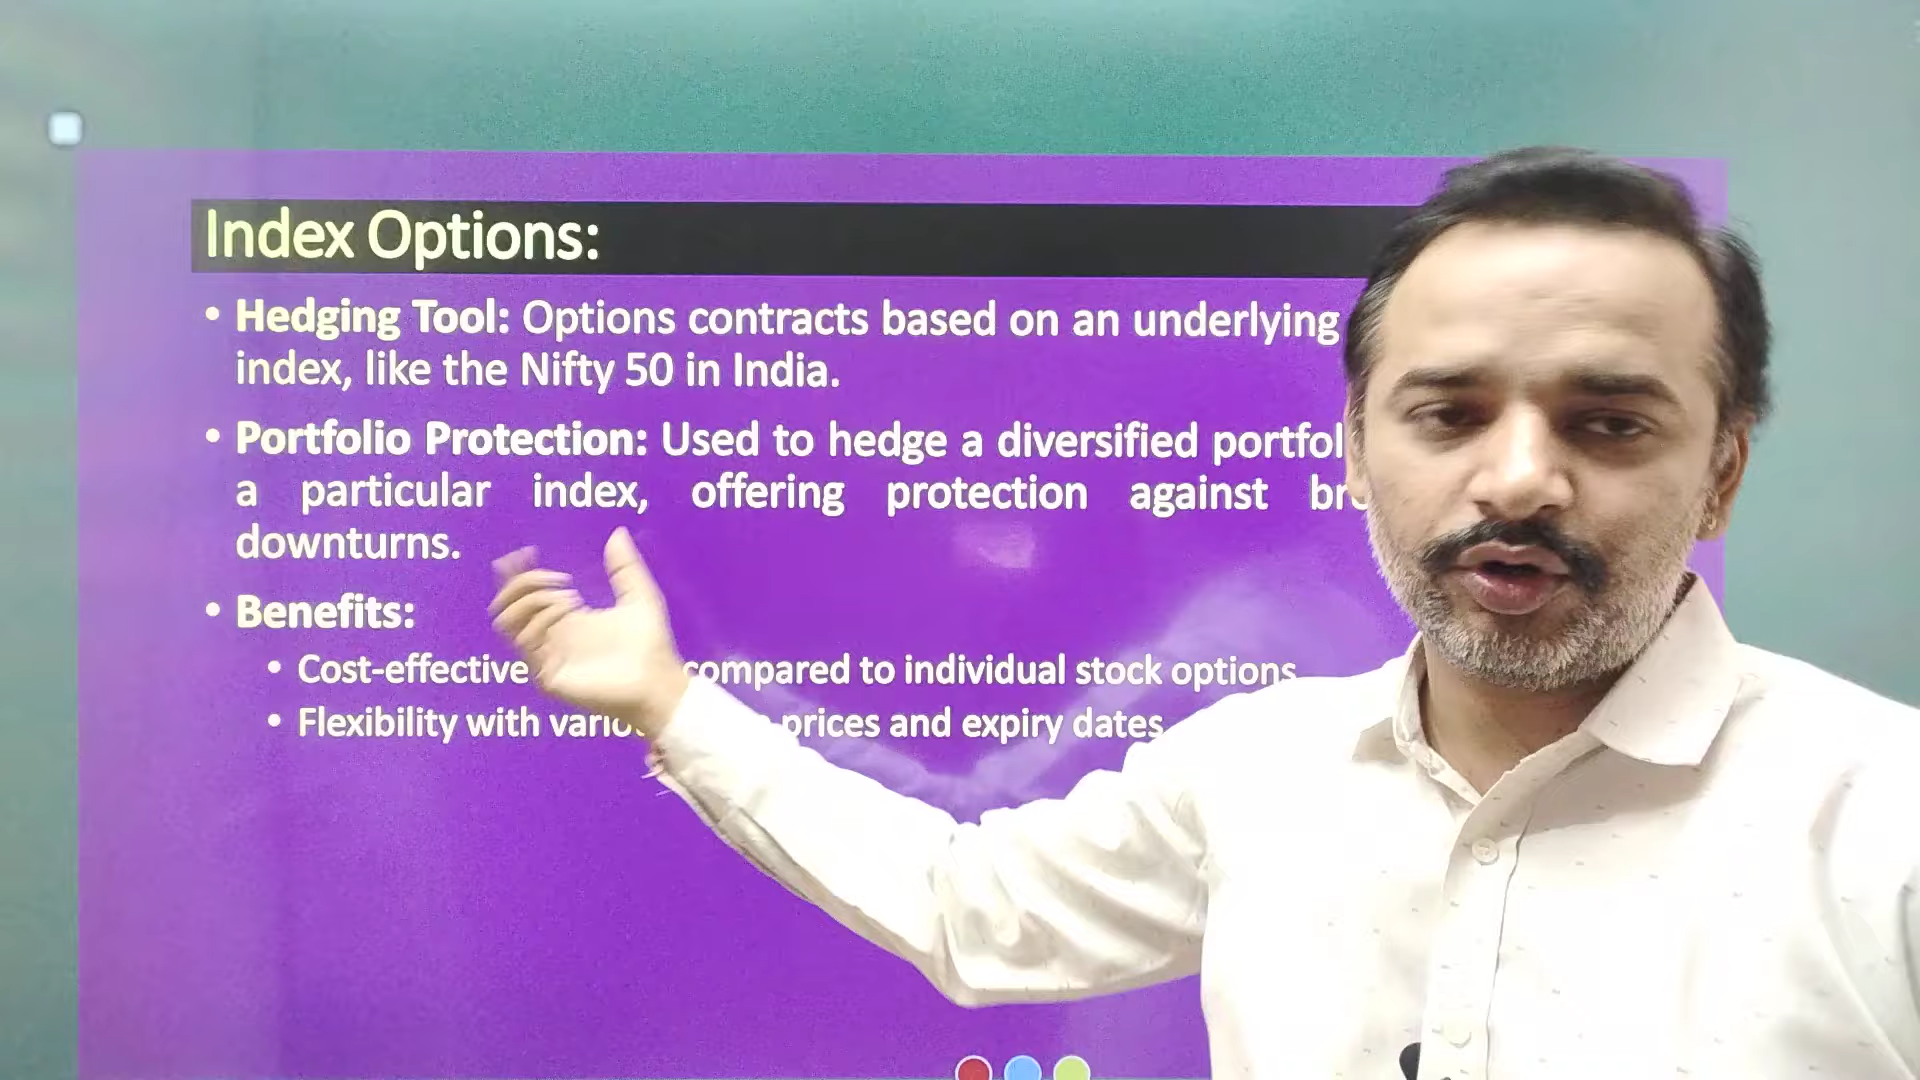 Index Options:
• Hedging Tool: Options contracts based on an underlying
index, like the Nifty 50 in India.
• Portfolio Protection: Used to hedge a diversified
a particular index, offering protection against
downturns.
• Benefits:
• Cost-effective compared to individual stock options
• Flexibility with prices and expiry dates